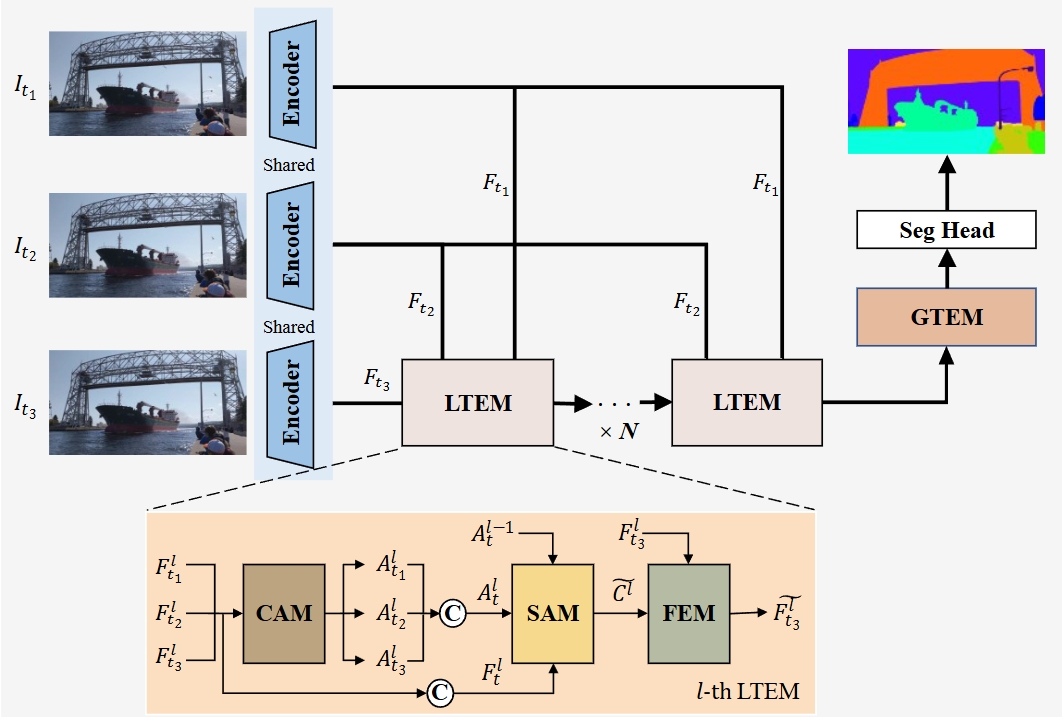 I_{t_1}
Encoder
Shared
F_{t_1}
F_{t_1}
I_{t_2}
Encoder
Shared
F_{t_2}
F_{t_2}
Seg Head
GTEM
I_{t_3}
Encoder
F_{t_3}
LTEM
· · ·
× N
LTEM
A_t^{l-1}
F_{t_3}^l
F_{t_1}^l
F_{t_2}^l
F_{t_3}^l
CAM
A_{t_1}^l
A_{t_2}^l
A_{t_3}^l
C
A_t^l
SAM
\widetilde{C^l}
FEM
\widetilde{F_{t_3}^l}
F_t^l
C
l-th LTEM